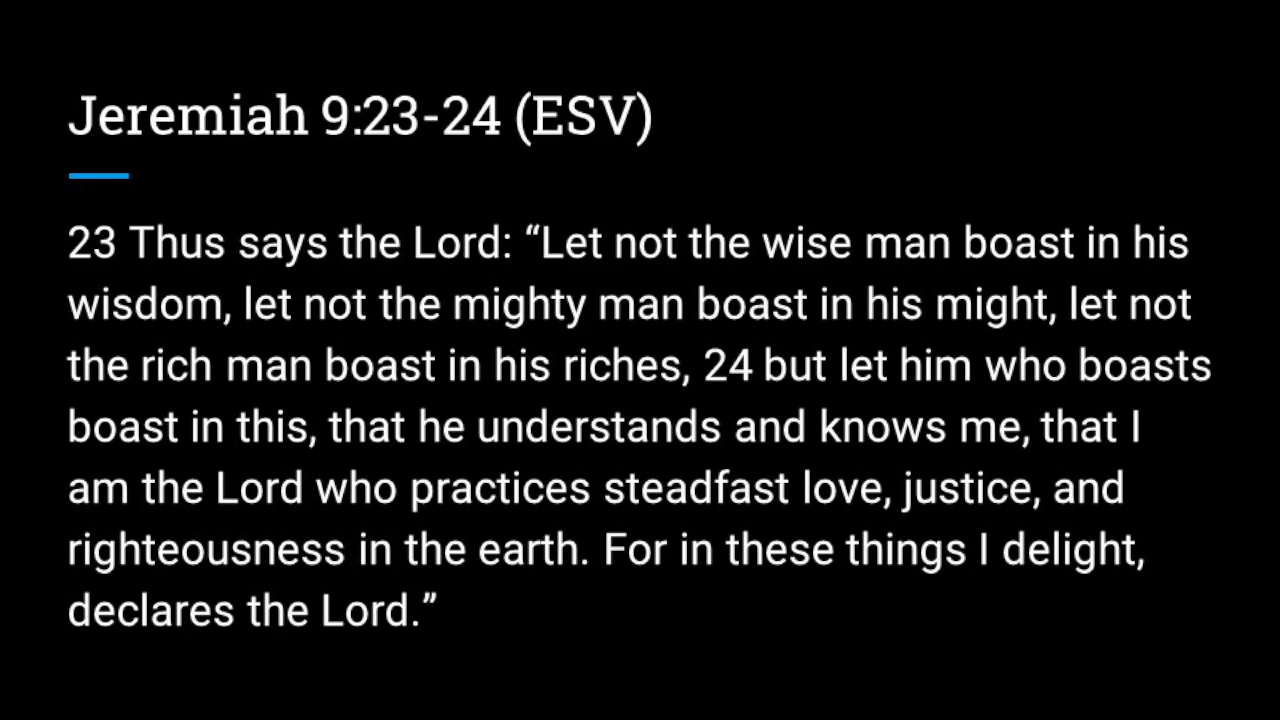 Jeremiah 9:23-24 (ESV)
23 Thus says the Lord: “Let not the wise man boast in his
wisdom, let not the mighty man boast in his might, let not
the rich man boast in his riches, 24 but let him who boasts
boast in this, that he understands and knows me, that I
am the Lord who practices steadfast love, justice, and
righteousness in the earth. For in these things I delight,
declares the Lord.”